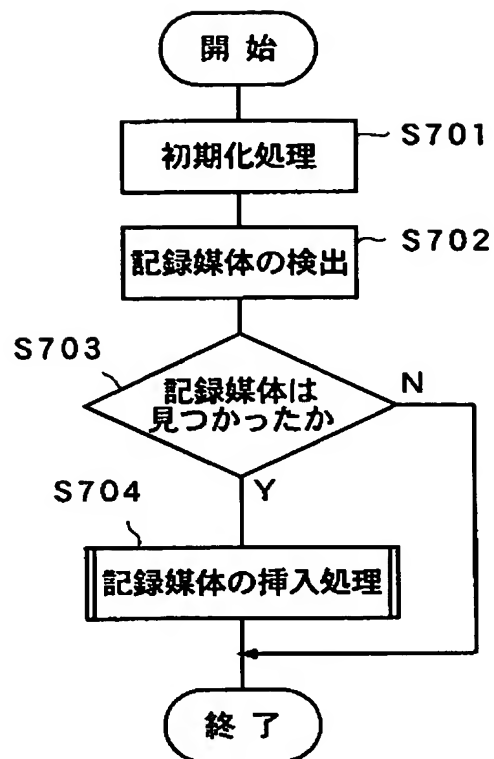 開始
初期化処理
S701
記録媒体の検出
S702
S703
記録媒体は
見つかったか
N
Y
S704
記録媒体の挿入処理
終了